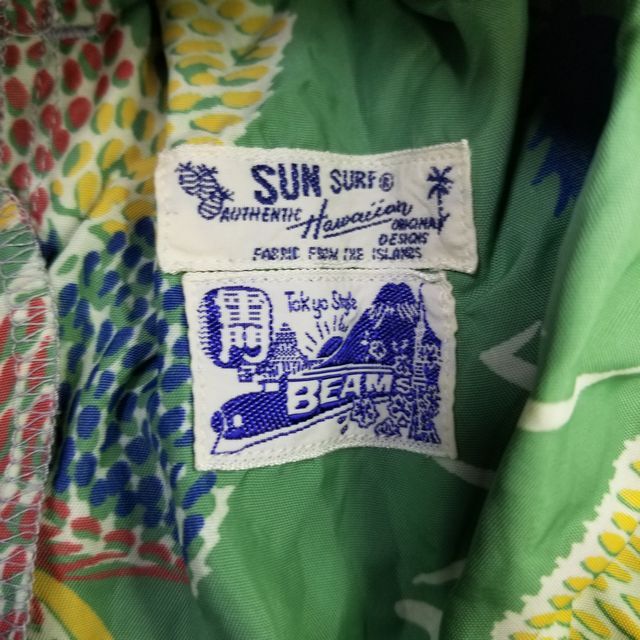 SUN SURF®
AUTHENTIC Hawaiian ORIGINAL
DESIGNS
FABRIC FROM THE ISLANDS
Tokyo Style
BEAMS